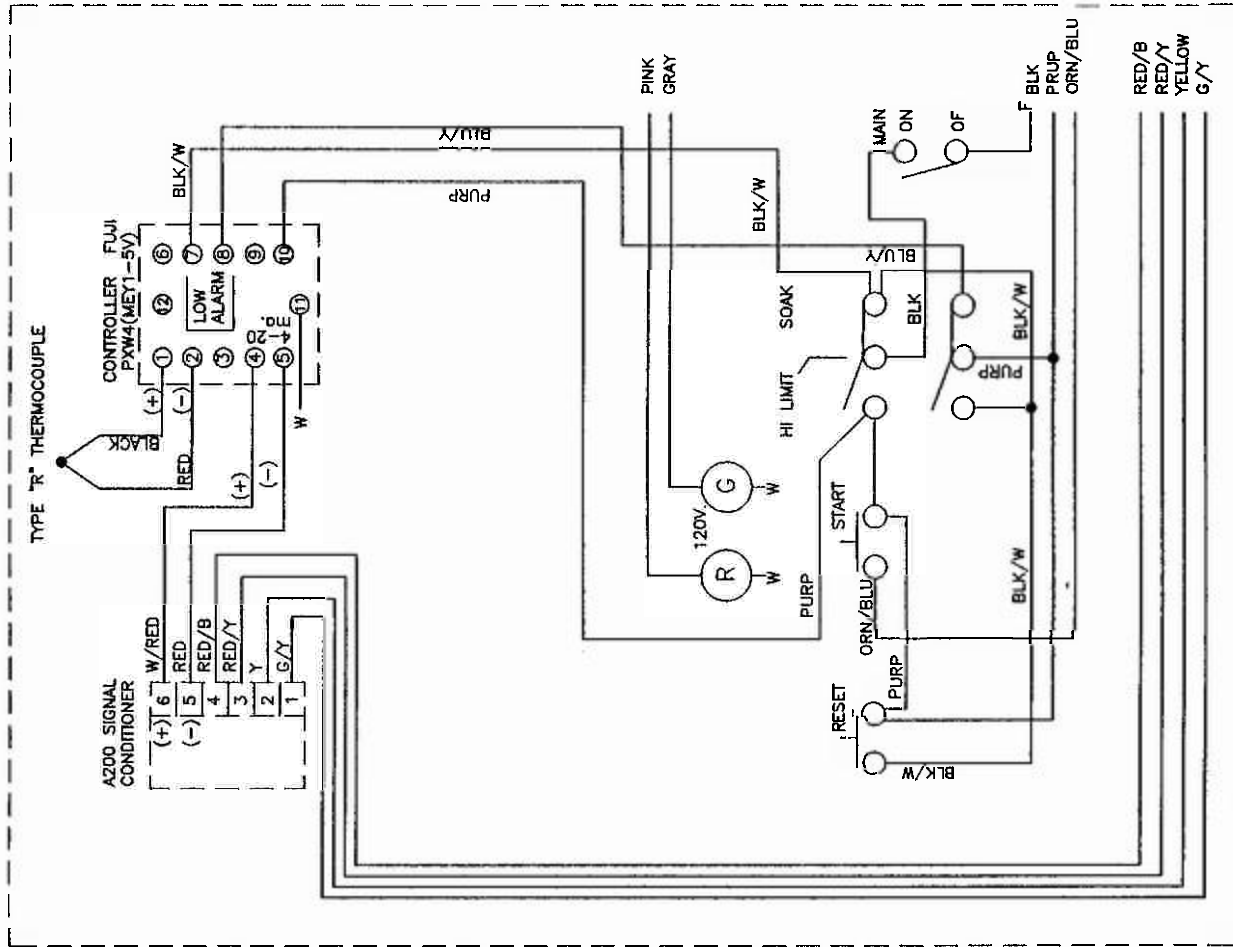 TYPE "R" THERMOCOUPLE
CONTROLLER FUJI
PXW4(MEY1-5V)
(+)
(-)
BLACK
RED
(+)
(-)
W
1
2
3
4
5
12
LOW
ALARM
4-20
ma.
11
6
7
8
9
10
BLK/W
BLU/Y
PURP
A200 SIGNAL
CONDITIONER
(+)
(-)
6
5
4
3
2
1
W/RED
RED
RED/B
RED/Y
Y
G/Y
PINK
GRAY
120V.
R
G
W
W
MAIN
ON
OF
F
BLK
PRUP
ORN/BLU
RED/B
RED/Y
YELLOW
G/Y
BLK/W
BLU/Y
SOAK
HI LIMIT
BLK
BLK/W
PURP
START
PURP
ORN/BLU
BLK/W
RESET
PURP
BLK/W